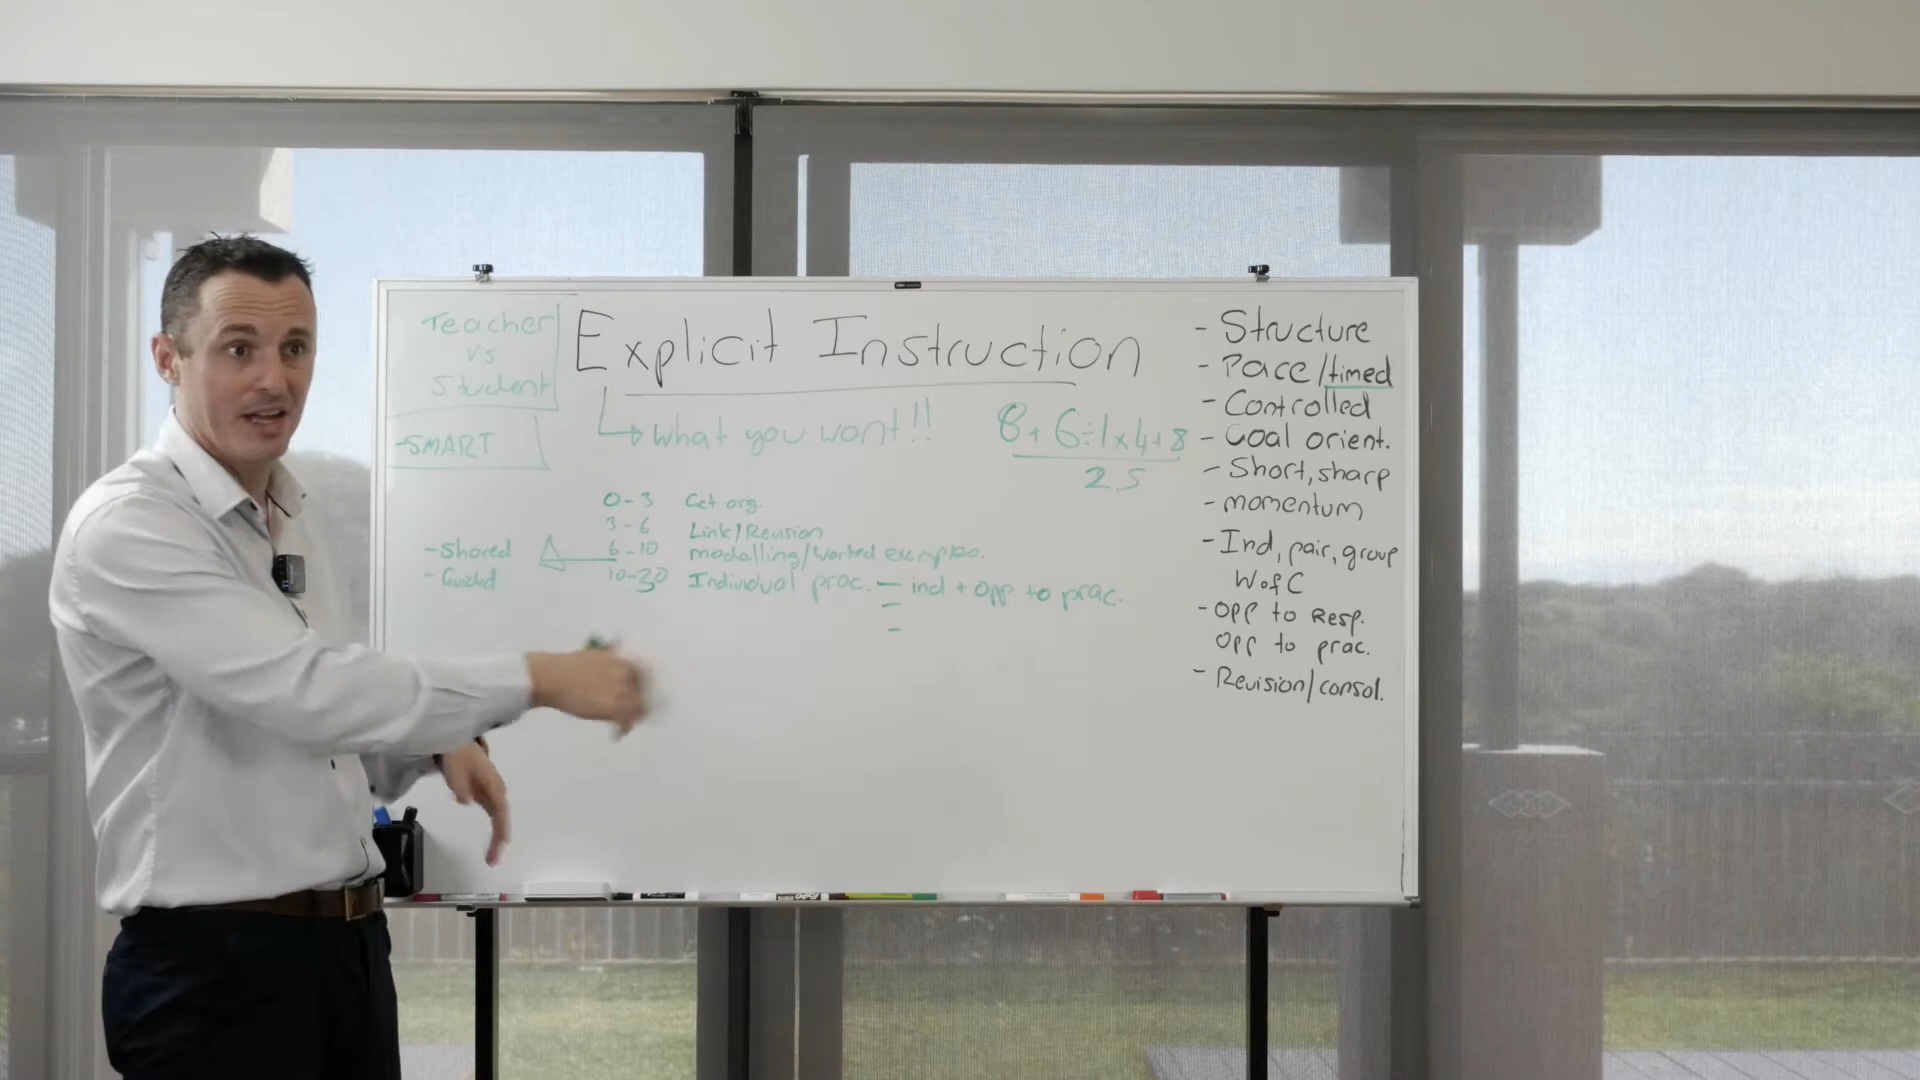 Teacher
vs
Student
-SMART
Explicit Instruction
what you want!!
8+6÷1x4+8
25
0-3 Get org.
3-6 Link/Revision
6-10 modelling/worked examples.
10-30 Individual prac. - ind + opp to prac.
-
-
-Shared
-Guided
- Structure
- Pace/timed
- Controlled
- Goal orient.
- Short, sharp
- momentum
- Ind, pair, group
W of C
- Opp to Resp.
Opp to prac.
- Revision/consol.